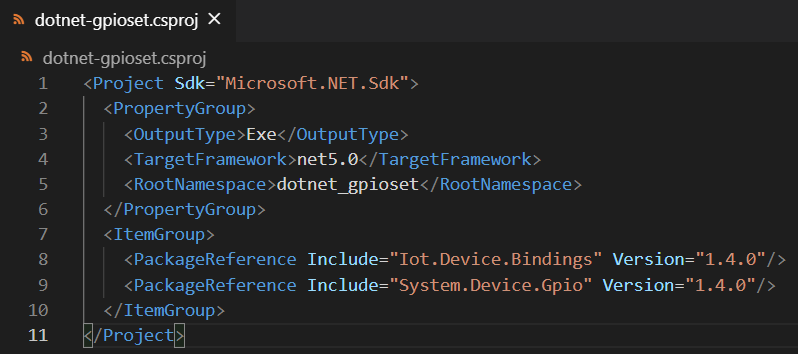 dotnet-gpioset.csproj
dotnet-gpioset.csproj
1 <Project Sdk="Microsoft.NET.Sdk">
2 <PropertyGroup>
3 <OutputType>Exe</OutputType>
4 <TargetFramework>net5.0</TargetFramework>
5 <RootNamespace>dotnet_gpioset</RootNamespace>
6 </PropertyGroup>
7 <ItemGroup>
8 <PackageReference Include="Iot.Device.Bindings" Version="1.4.0"/>
9 <PackageReference Include="System.Device.Gpio" Version="1.4.0"/>
10 </ItemGroup>
11 </Project>